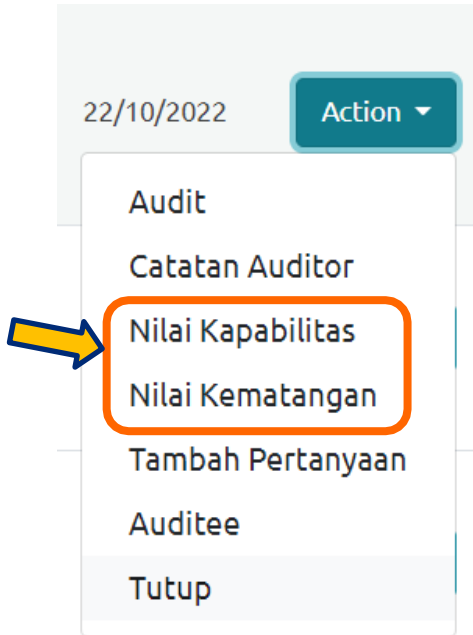 22/10/2022 Action
Audit
Catatan Auditor
Nilai Kapabilitas
Nilai Kematangan
Tambah Pertanyaan
Auditee
Tutup